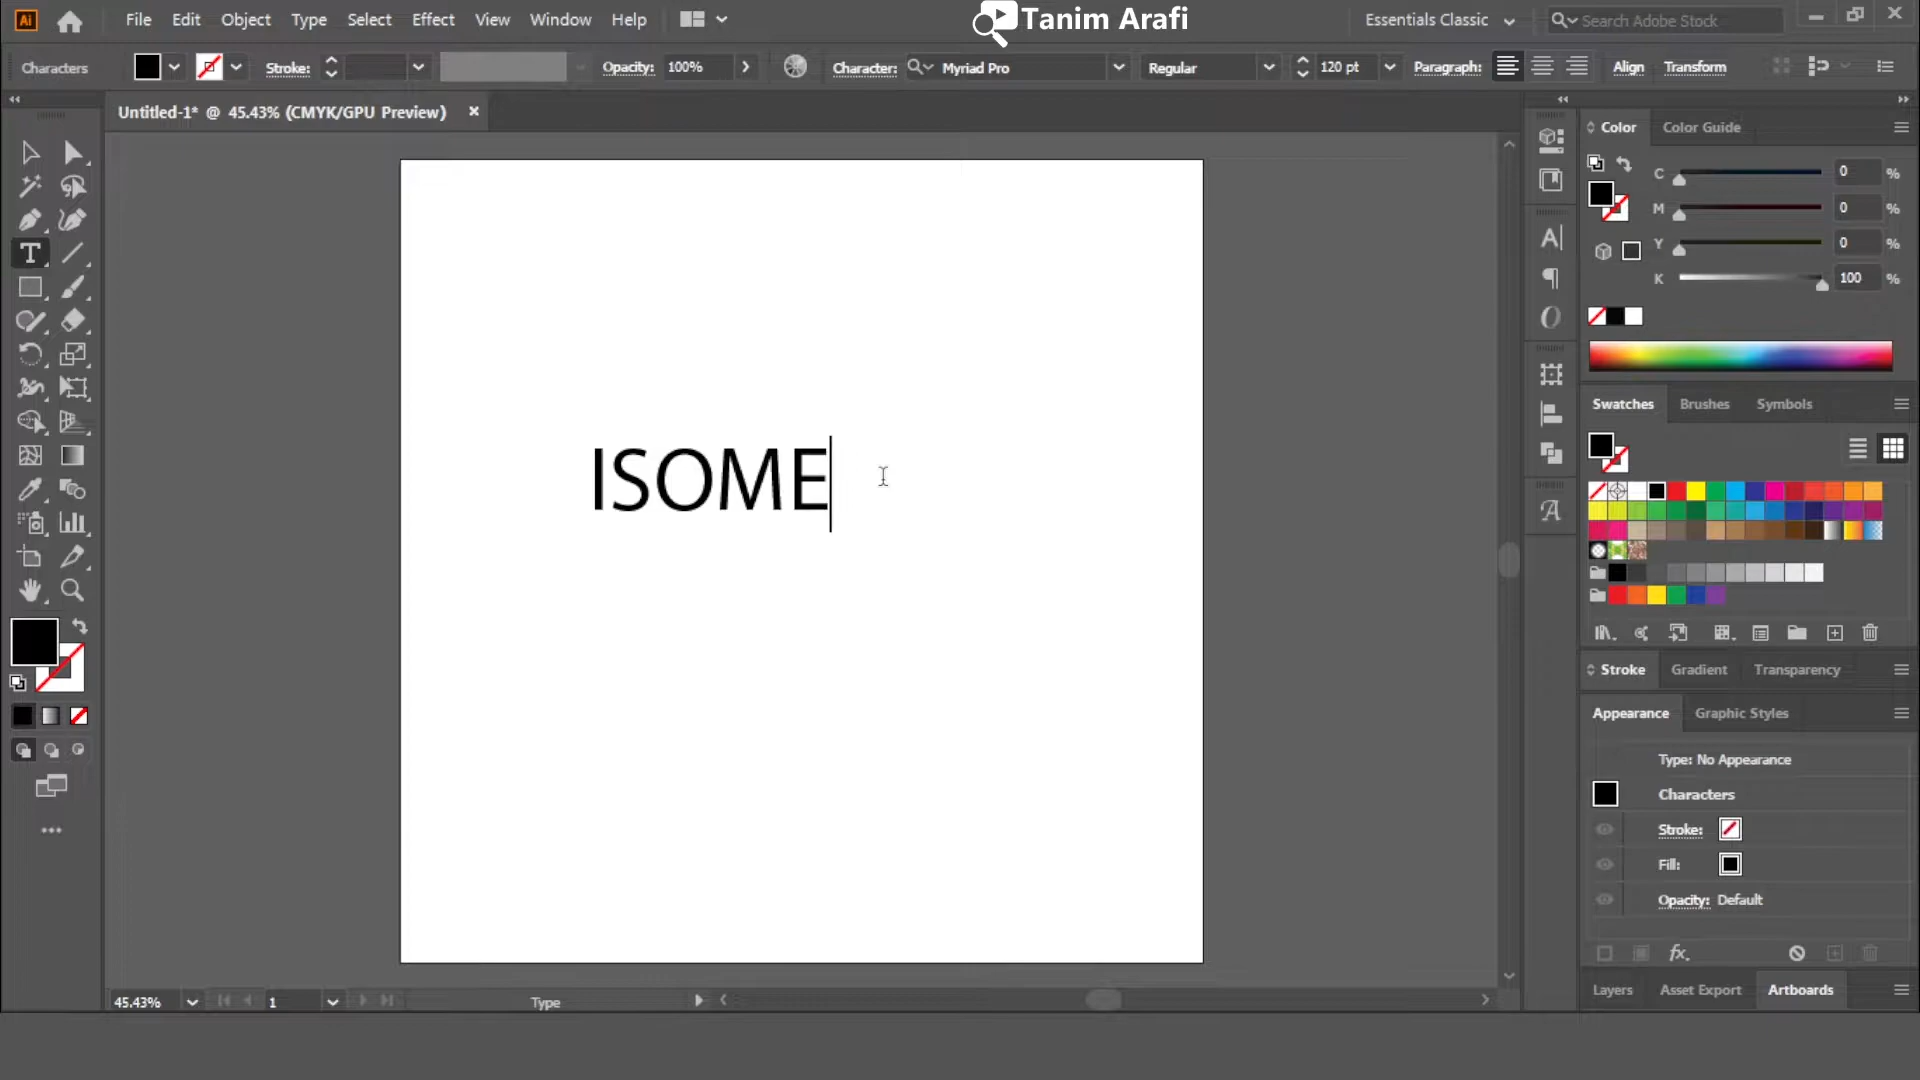 Ai File Edit Object Type Select Effect View Window Help Tanim Arafi Essentials Classic Search Adobe Stock
Characters Stroke: Opacity: 100% Character: Myriad Pro Regular 120 pt Paragraph: Align Transform
Untitled-1* @ 45.43% (CMYK/GPU Preview)
Color Color Guide
C 0 %
M 0 %
Y 0 %
K 100 %
Swatches Brushes Symbols
ISOME
Stroke Gradient Transparency
Appearance Graphic Styles
Type: No Appearance
Characters
Stroke:
Fill:
Opacity: Default
fx
Layers Asset Export Artboards
45.43% 1 Type